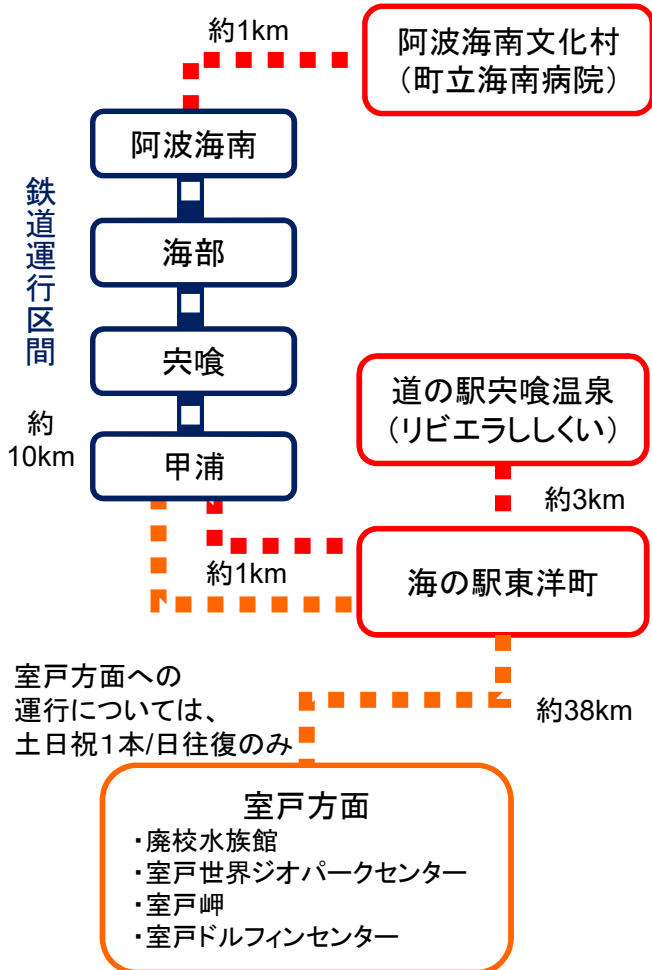 約1km
阿波海南文化村
（町立海南病院）
阿波海南
鉄道運行区間
海部
宍喰
約
10km
甲浦
道の駅宍喰温泉
（リビエラししくい）
約3km
約1km
海の駅東洋町
室戸方面への
運行については、
土日祝１本/日往復のみ
約38km
室戸方面
・廃校水族館
・室戸世界ジオパークセンター
・室戸岬
・室戸ドルフィンセンター